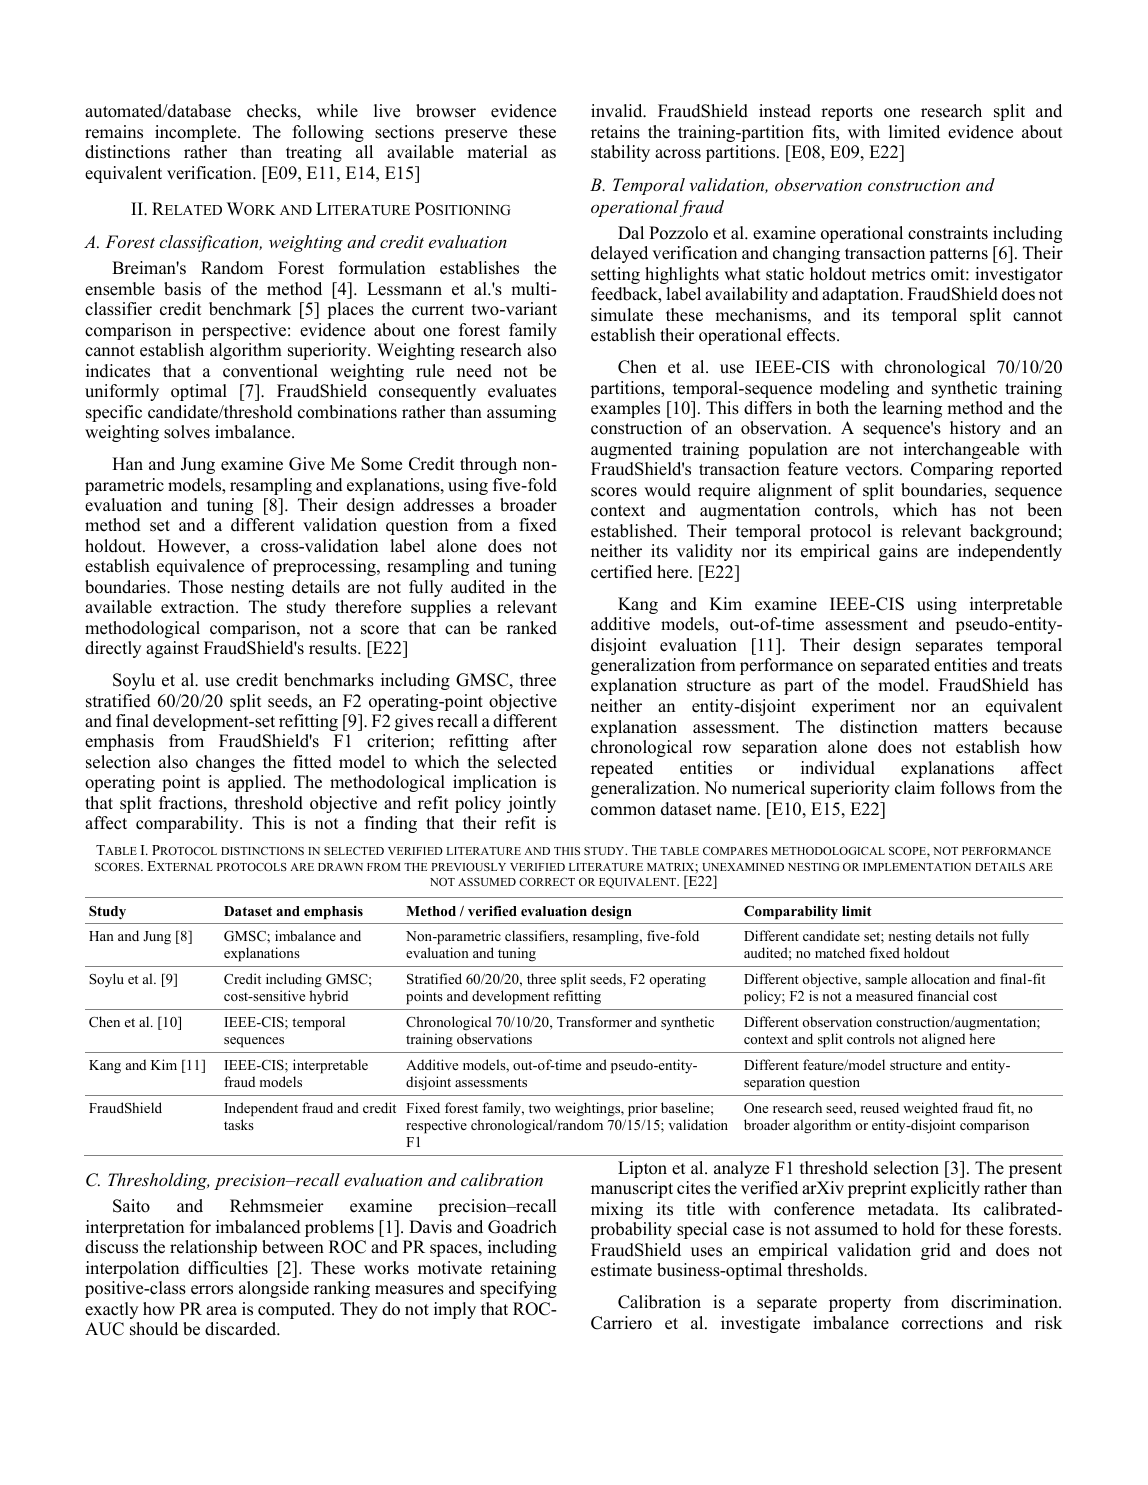 automated/database checks, while live browser evidence
remains incomplete. The following sections preserve these
distinctions rather than treating all available material as
equivalent verification. [E09, E11, E14, E15]
II. RELATED WORK AND LITERATURE POSITIONING
A. Forest classification, weighting and credit evaluation
Breiman's Random Forest formulation establishes the
ensemble basis of the method [4]. Lessmann et al.'s multi-
classifier credit benchmark [5] places the current two-variant
comparison in perspective: evidence about one forest family
cannot establish algorithm superiority. Weighting research also
indicates that a conventional weighting rule need not be
uniformly optimal [7]. FraudShield consequently evaluates
specific candidate/threshold combinations rather than assuming
weighting solves imbalance.
Han and Jung examine Give Me Some Credit through non-
parametric models, resampling and explanations, using five-fold
evaluation and tuning [8]. Their design addresses a broader
method set and a different validation question from a fixed
holdout. However, a cross-validation label alone does not
establish equivalence of preprocessing, resampling and tuning
boundaries. Those nesting details are not fully audited in the
available extraction. The study therefore supplies a relevant
methodological comparison, not a score that can be ranked
directly against FraudShield's results. [E22]
Soylu et al. use credit benchmarks including GMSC, three
stratified 60/20/20 split seeds, an F2 operating-point objective
and final development-set refitting [9]. F2 gives recall a different
emphasis from FraudShield's F1 criterion; refitting after
selection also changes the fitted model to which the selected
operating point is applied. The methodological implication is
that split fractions, threshold objective and refit policy jointly
affect comparability. This is not a finding that their refit is
invalid. FraudShield instead reports one research split and
retains the training-partition fits, with limited evidence about
stability across partitions. [E08, E09, E22]
B. Temporal validation, observation construction and
operational fraud
Dal Pozzolo et al. examine operational constraints including
delayed verification and changing transaction patterns [6]. Their
setting highlights what static holdout metrics omit: investigator
feedback, label availability and adaptation. FraudShield does not
simulate these mechanisms, and its temporal split cannot
establish their operational effects.
Chen et al. use IEEE-CIS with chronological 70/10/20
partitions, temporal-sequence modeling and synthetic training
examples [10]. This differs in both the learning method and the
construction of an observation. A sequence's history and an
augmented training population are not interchangeable with
FraudShield's transaction feature vectors. Comparing reported
scores would require alignment of split boundaries, sequence
context and augmentation controls, which has not been
established. Their temporal protocol is relevant background;
neither its validity nor its empirical gains are independently
certified here. [E22]
Kang and Kim examine IEEE-CIS using interpretable
additive models, out-of-time assessment and pseudo-entity-
disjoint evaluation [11]. Their design separates temporal
generalization from performance on separated entities and treats
explanation structure as part of the model. FraudShield has
neither an entity-disjoint experiment nor an equivalent
explanation assessment. The distinction matters because
chronological row separation alone does not establish how
repeated entities or individual explanations affect
generalization. No numerical superiority claim follows from the
common dataset name. [E10, E15, E22]
TABLE I. PROTOCOL DISTINCTIONS IN SELECTED VERIFIED LITERATURE AND THIS STUDY. THE TABLE COMPARES METHODOLOGICAL SCOPE, NOT PERFORMANCE
SCORES. EXTERNAL PROTOCOLS ARE DRAWN FROM THE PREVIOUSLY VERIFIED LITERATURE MATRIX; UNEXAMINED NESTING OR IMPLEMENTATION DETAILS ARE
NOT ASSUMED CORRECT OR EQUIVALENT. [E22]
Study Dataset and emphasis Method / verified evaluation design Comparability limit
Han and Jung [8] GMSC; imbalance and Non-parametric classifiers, resampling, five-fold Different candidate set; nesting details not fully
explanations evaluation and tuning audited; no matched fixed holdout
Soylu et al. [9] Credit including GMSC; Stratified 60/20/20, three split seeds, F2 operating Different objective, sample allocation and final-fit
cost-sensitive hybrid points and development refitting policy; F2 is not a measured financial cost
Chen et al. [10] IEEE-CIS; temporal Chronological 70/10/20, Transformer and synthetic Different observation construction/augmentation;
sequences training observations context and split controls not aligned here
Kang and Kim [11] IEEE-CIS; interpretable Additive models, out-of-time and pseudo-entity- Different feature/model structure and entity-
fraud models disjoint assessments separation question
FraudShield Independent fraud and credit Fixed forest family, two weightings, prior baseline; One research seed, reused weighted fraud fit, no
tasks respective chronological/random 70/15/15; validation broader algorithm or entity-disjoint comparison
F1
C. Thresholding, precision–recall evaluation and calibration
Saito and Rehmsmeier examine precision–recall
interpretation for imbalanced problems [1]. Davis and Goadrich
discuss the relationship between ROC and PR spaces, including
interpolation difficulties [2]. These works motivate retaining
positive-class errors alongside ranking measures and specifying
exactly how PR area is computed. They do not imply that ROC-
AUC should be discarded.
Lipton et al. analyze F1 threshold selection [3]. The present
manuscript cites the verified arXiv preprint explicitly rather than
mixing its title with conference metadata. Its calibrated-
probability special case is not assumed to hold for these forests.
FraudShield uses an empirical validation grid and does not
estimate business-optimal thresholds.
Calibration is a separate property from discrimination.
Carriero et al. investigate imbalance corrections and risk